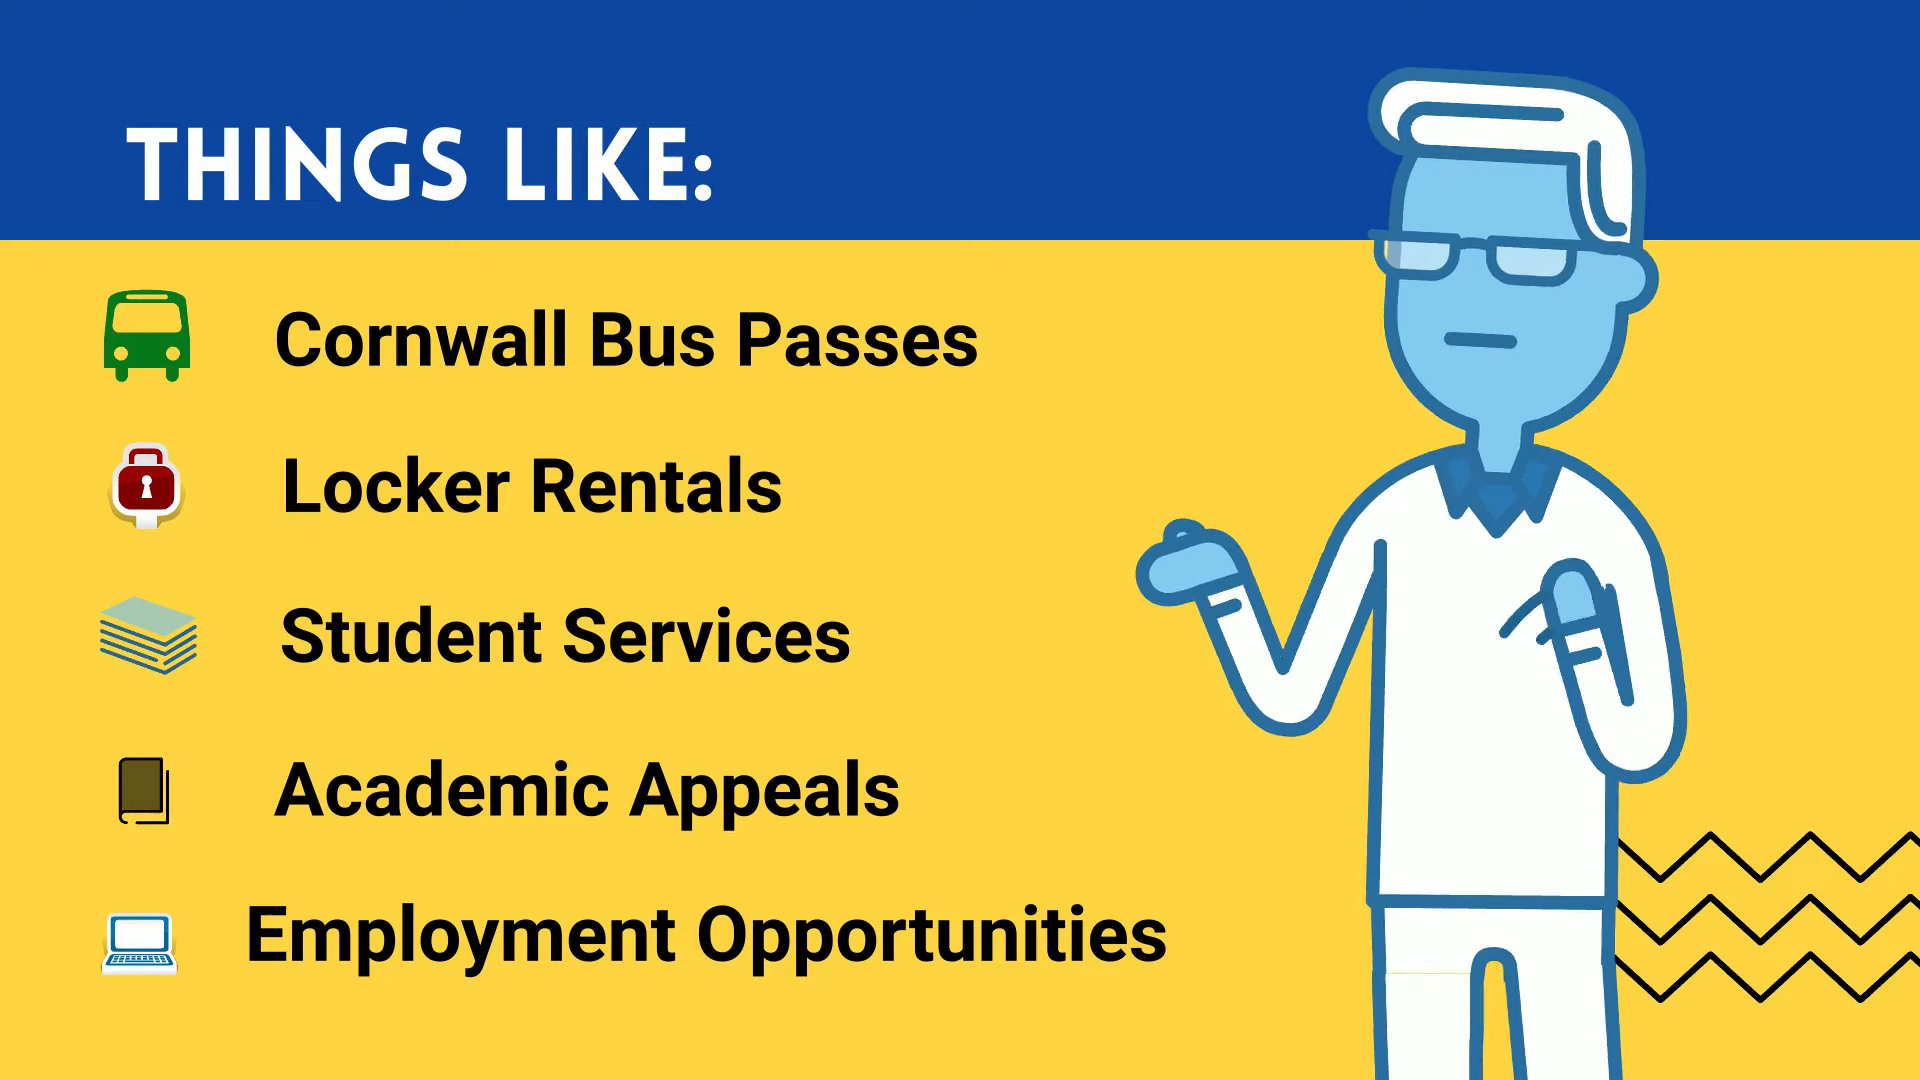 THINGS LIKE:
Cornwall Bus Passes
Locker Rentals
Student Services
Academic Appeals
Employment Opportunities